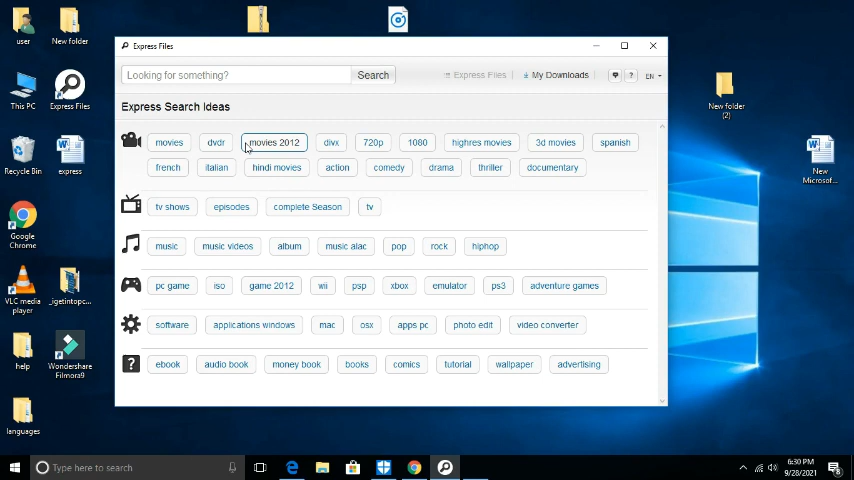 user
New folder
This PC
Express Files
Recycle Bin
express
Google
Chrome
VLC media
player
_igetintopc...
help
Wondershare
Filmora9
languages
Express Files
Looking for something?
Search
Express Files
My Downloads
?
EN
Express Search Ideas
movies
dvdr
movies 2012
divx
720p
1080
highres movies
3d movies
spanish
french
italian
hindi movies
action
comedy
drama
thriller
documentary
tv shows
episodes
complete Season
tv
music
music videos
album
music alac
pop
rock
hiphop
pc game
iso
game 2012
wii
psp
xbox
emulator
ps3
adventure games
software
applications windows
mac
osx
apps pc
photo edit
video converter
?
ebook
audio book
money book
books
comics
tutorial
wallpaper
advertising
New folder
(2)
New
Microsof...
Type here to search
6:30 PM
9/28/2021